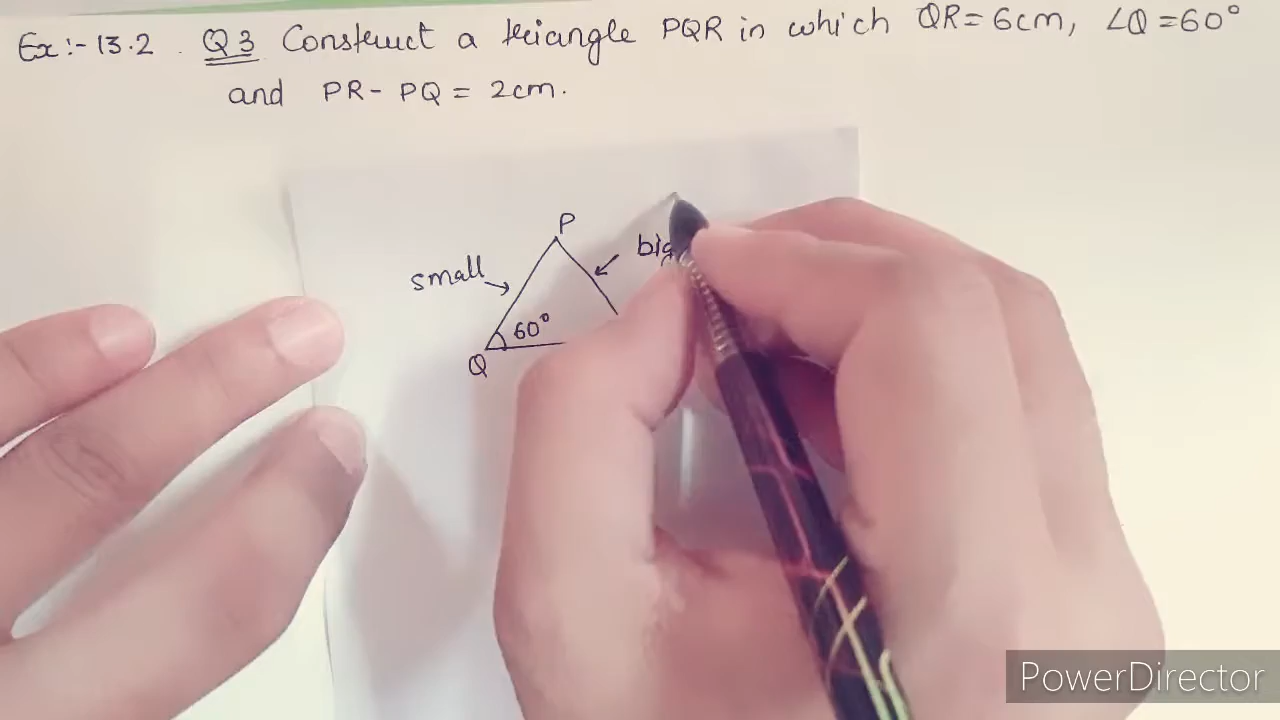 Ex:- 13.2 . Q3 Construct a triangle PQR in which QR = 6cm, ∠Q = 60°
and PR - PQ = 2cm.
P
small
60°
Q
PowerDirector